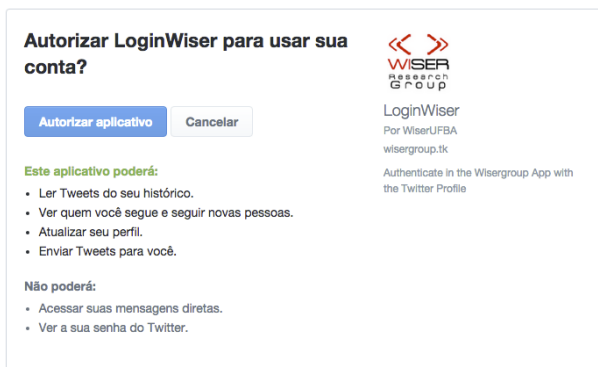 Autorizar LoginWiser para usar sua
conta?
Autorizar aplicativo
Cancelar
Este aplicativo poderá:
• Ler Tweets do seu histórico.
• Ver quem você segue e seguir novas pessoas.
• Atualizar seu perfil.
• Enviar Tweets para você.
Não poderá:
• Acessar suas mensagens diretas.
• Ver a sua senha do Twitter.
< >
WISER
Research
Group
LoginWiser
Por WiserUFBA
wisergroup.tk
Authenticate in the Wisergroup App with
the Twitter Profile